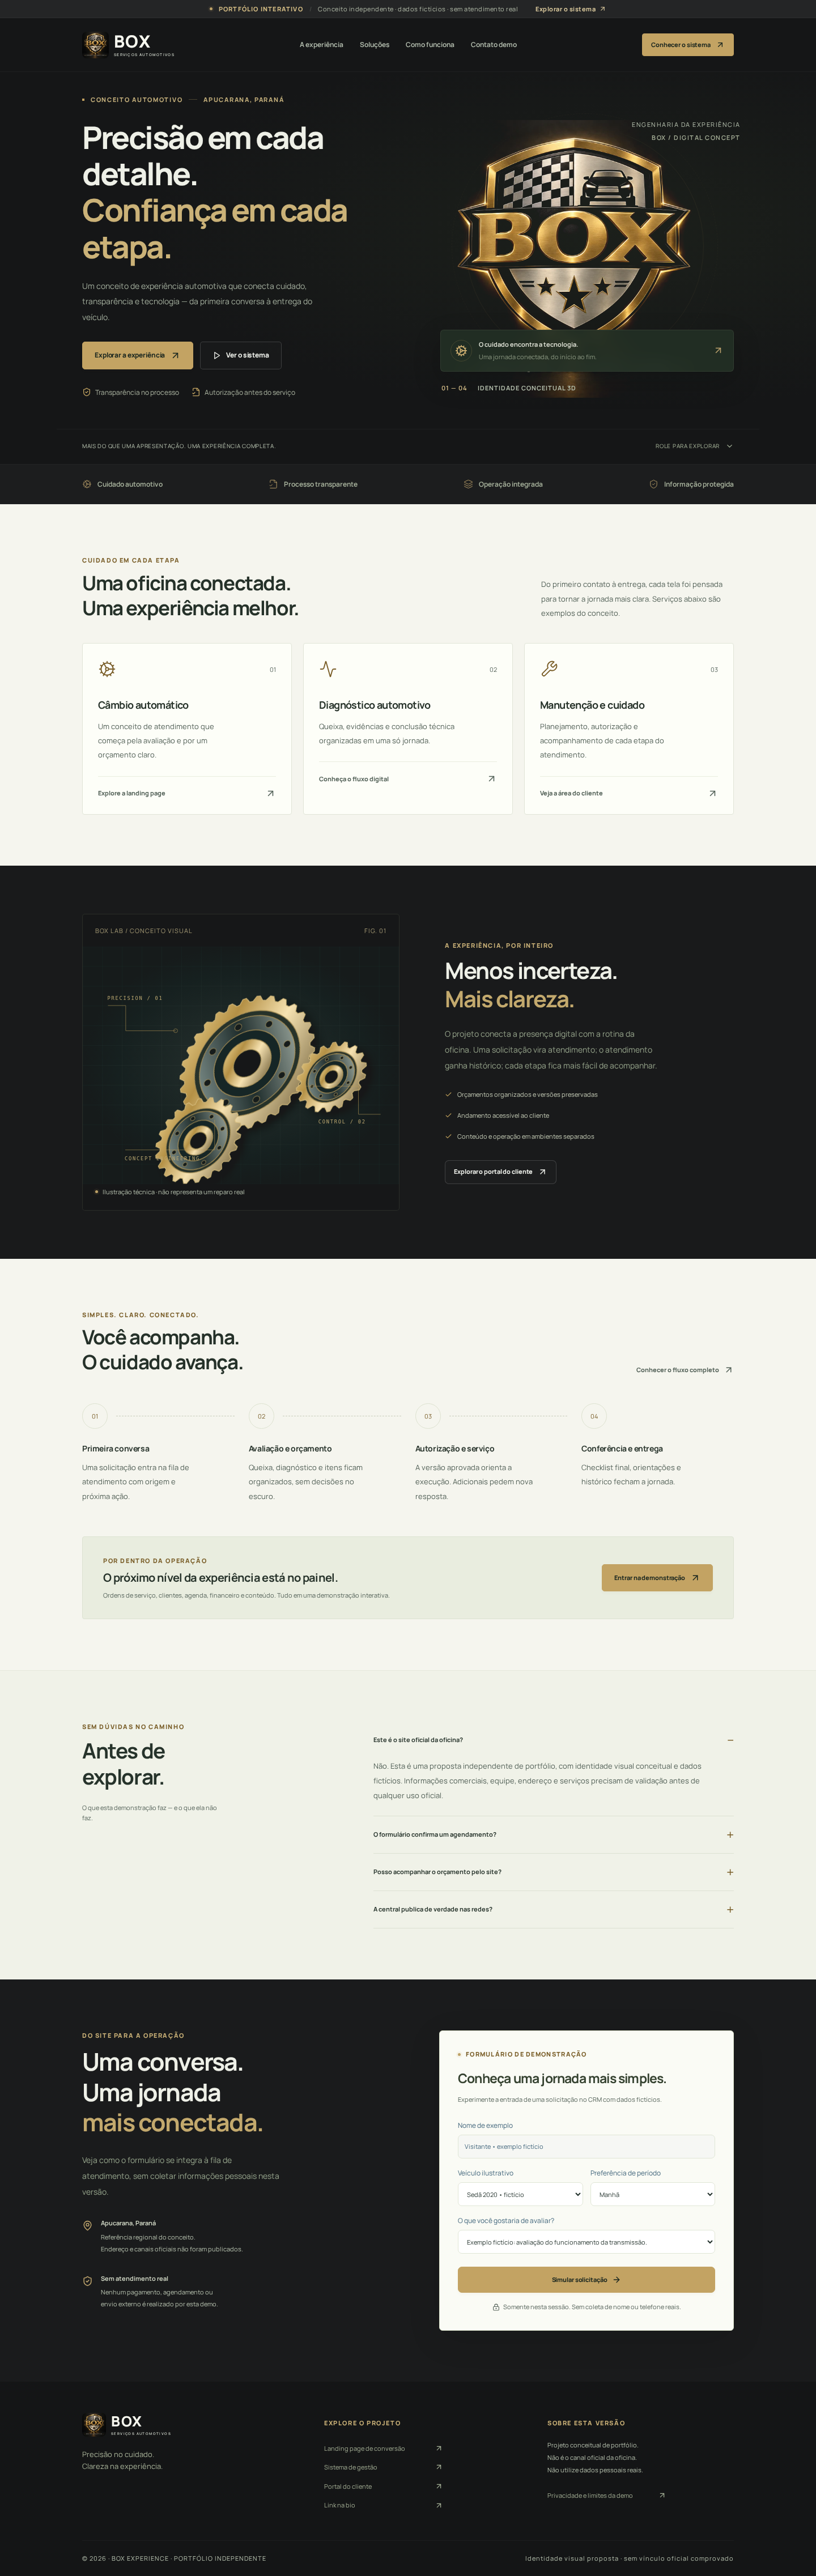 PORTFÓLIO INTERATIVO | Conceito independente · dados fictícios · sem atendimento real Explorar o sistema
BOX
SERVIÇOS AUTOMOTIVOS
A experiência Soluções Como funciona Contato demo
Conhecer o sistema
CONCEITO AUTOMOTIVO — APUCARANA, PARANÁ
Precisão em cada
detalhe.
Confiança em cada
etapa.
Um conceito de experiência automotiva que conecta cuidado,
transparência e tecnologia — da primeira conversa à entrega do
veículo.
Explorar a experiência Ver o sistema
Transparência no processo Autorização antes do serviço
ENGENHARIA DA EXPERIÊNCIA
BOX / DIGITAL CONCEPT
BOX
O cuidado encontra a tecnologia.
Uma jornada conectada, do início ao fim.
01 — 04 IDENTIDADE CONCEITUAL 3D
MAIS DO QUE UMA APRESENTAÇÃO. UMA EXPERIÊNCIA COMPLETA.
ROLE PARA EXPLORAR
Cuidado automotivo Processo transparente Operação integrada Informação protegida
CUIDADO EM CADA ETAPA
Uma oficina conectada.
Uma experiência melhor.
Do primeiro contato à entrega, cada tela foi pensada
para tornar a jornada mais clara. Serviços abaixo são
exemplos do conceito.
01
Câmbio automático
Um conceito de atendimento que
começa pela avaliação e por um
orçamento claro.
Explore a landing page
02
Diagnóstico automotivo
Queixa, evidências e conclusão técnica
organizadas em uma só jornada.
Conheça o fluxo digital
03
Manutenção e cuidado
Planejamento, autorização e
acompanhamento de cada etapa do
atendimento.
Veja a área do cliente
BOX LAB / CONCEITO VISUAL FIG. 01
PRECISION / 01
CONTROL / 02
Ilustração técnica · não representa um reparo real
A EXPERIÊNCIA, POR INTEIRO
Menos incerteza.
Mais clareza.
O projeto conecta a presença digital com a rotina da
oficina. Uma solicitação vira atendimento; o atendimento
ganha histórico; cada etapa fica mais fácil de acompanhar.
Orçamentos organizados e versões preservadas
Andamento acessível ao cliente
Conteúdo e operação em ambientes separados
Explorar o portal do cliente
SIMPLES. CLARO. CONECTADO.
Você acompanha.
O cuidado avança.
Conhecer o fluxo completo
01
Primeira conversa
Uma solicitação entra na fila de
atendimento com origem e
próxima ação.
02
Avaliação e orçamento
Queixa, diagnóstico e itens ficam
organizados, sem decisões no
escuro.
03
Autorização e serviço
A versão aprovada orienta a
execução. Adicionais pedem nova
resposta.
04
Conferência e entrega
Checklist final, orientações e
histórico fecham a jornada.
POR DENTRO DA OPERAÇÃO
O próximo nível da experiência está no painel.
Ordens de serviço, clientes, agenda, financeiro e conteúdo. Tudo em uma demonstração interativa.
Entrar na demonstração
SEM DÚVIDAS NO CAMINHO
Antes de
explorar.
O que esta demonstração faz — e o que ela não
faz.
Este é o site oficial da oficina?
Não. Esta é uma proposta independente de portfólio, com identidade visual conceitual e dados
fictícios. Informações comerciais, equipe, endereço e serviços precisam de validação antes de
qualquer uso oficial.
O formulário confirma um agendamento?
Posso acompanhar o orçamento pelo site?
A central publica de verdade nas redes?
DO SITE PARA A OPERAÇÃO
Uma conversa.
Uma jornada
mais conectada.
Veja como o formulário se integra à fila de
atendimento, sem coletar informações pessoais nesta
versão.
Apucarana, Paraná
Referência regional do conceito.
Endereço e canais oficiais não foram publicados.
Sem atendimento real
Nenhum pagamento, agendamento ou
envio externo é realizado por esta demo.
FORMULÁRIO DE DEMONSTRAÇÃO
Conheça uma jornada mais simples.
Experimente a entrada de uma solicitação no CRM com dados fictícios.
Nome de exemplo
Visitante • exemplo fictício
Veículo ilustrativo Preferência de período
Sedã 2020 • fictício Manhã
O que você gostaria de avaliar?
Exemplo fictício: avaliação do funcionamento da transmissão.
Simular solicitação
Somente nesta sessão. Sem coleta de nome ou telefone reais.
BOX
SERVIÇOS AUTOMOTIVOS
Precisão no cuidado.
Clareza na experiência.
EXPLORE O PROJETO
Landing page de conversão
Sistema de gestão
Portal do cliente
Link na bio
SOBRE ESTA VERSÃO
Projeto conceitual de portfólio.
Não é o canal oficial da oficina.
Não utilize dados pessoais reais.
Privacidade e limites da demo
© 2026 · BOX EXPERIENCE · PORTFÓLIO INDEPENDENTE
Identidade visual proposta · sem vínculo oficial comprovado